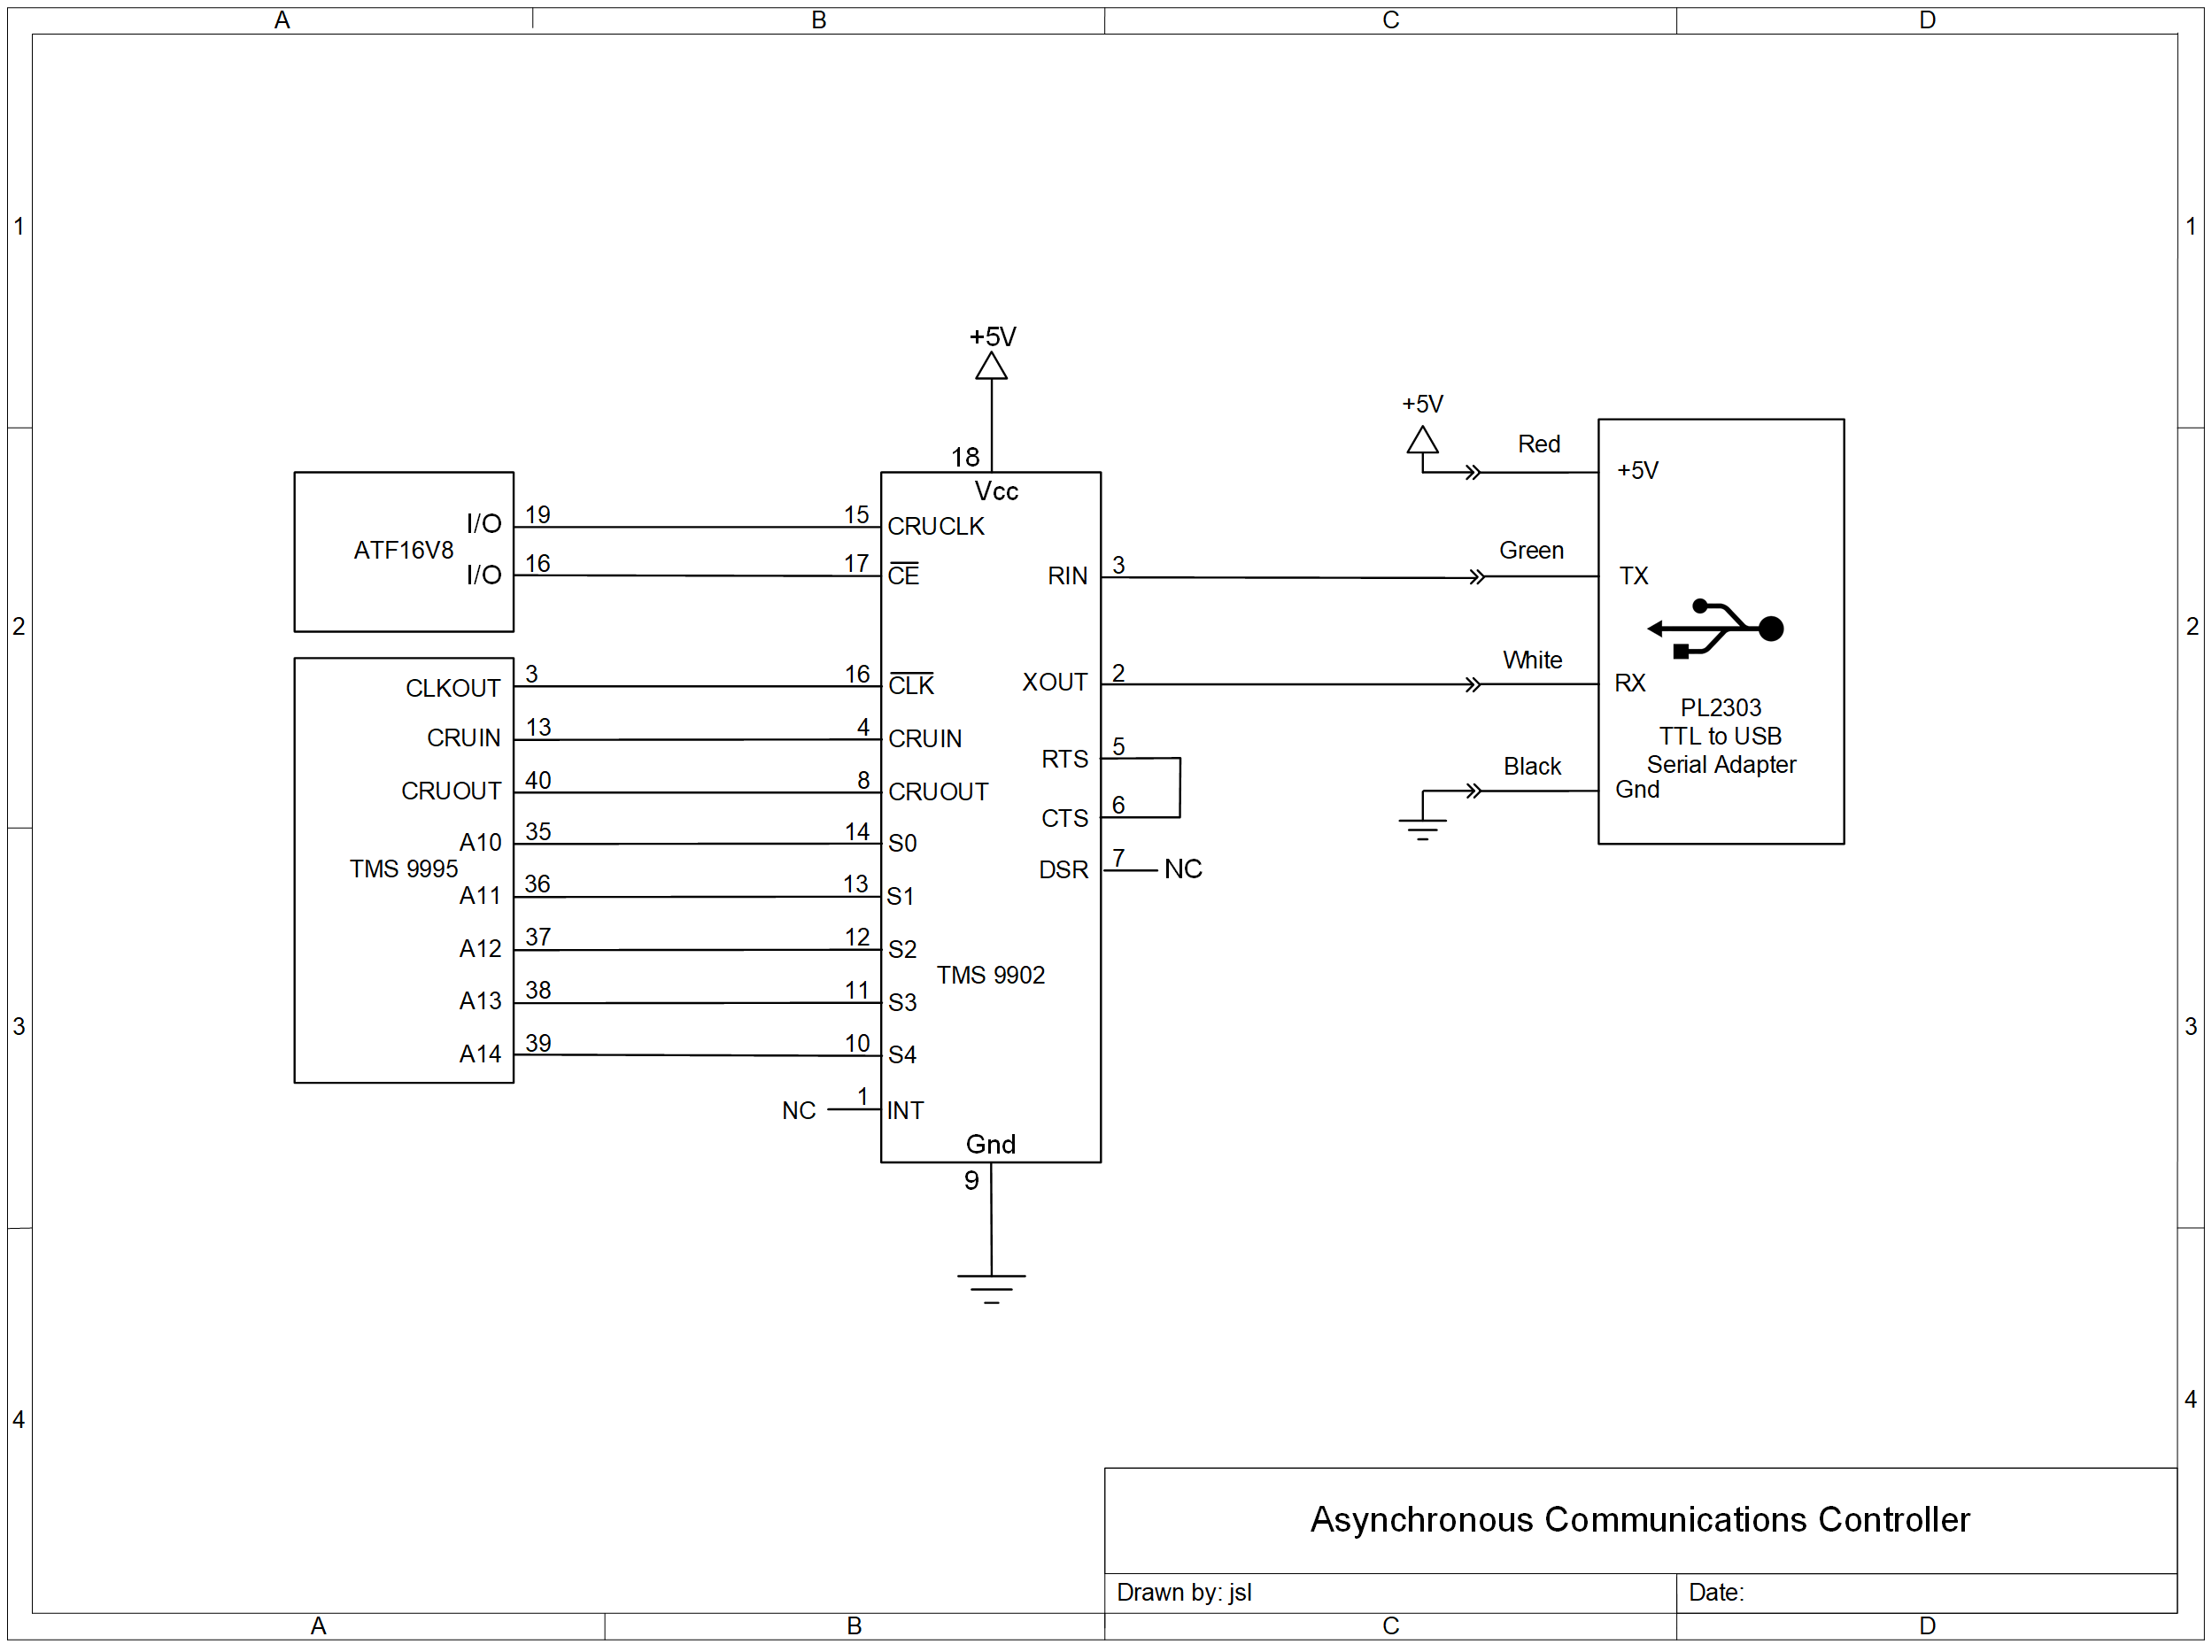 A B C D
1 1
+5V
+5V
Red
18
Vcc
+5V
I/O 19 15 CRUCLK
ATF16V8
I/O 16 17 CE
RIN 3 Green TX
2 2
CLKOUT 3 16 CLK
XOUT 2 White RX
PL2303
TTL to USB
Serial Adapter
CRUIN 13 4 CRUIN
RTS 5
Black
Gnd
CRUOUT 40 8 CRUOUT
CTS 6
A10 35 14 S0
TMS 9995
DSR 7 NC
A11 36 13 S1
A12 37 12 S2
TMS 9902
A13 38 11 S3
3 3
A14 39 10 S4
NC 1 INT
Gnd
9
4 4
Asynchronous Communications Controller
Drawn by: jsl Date:
A B C D